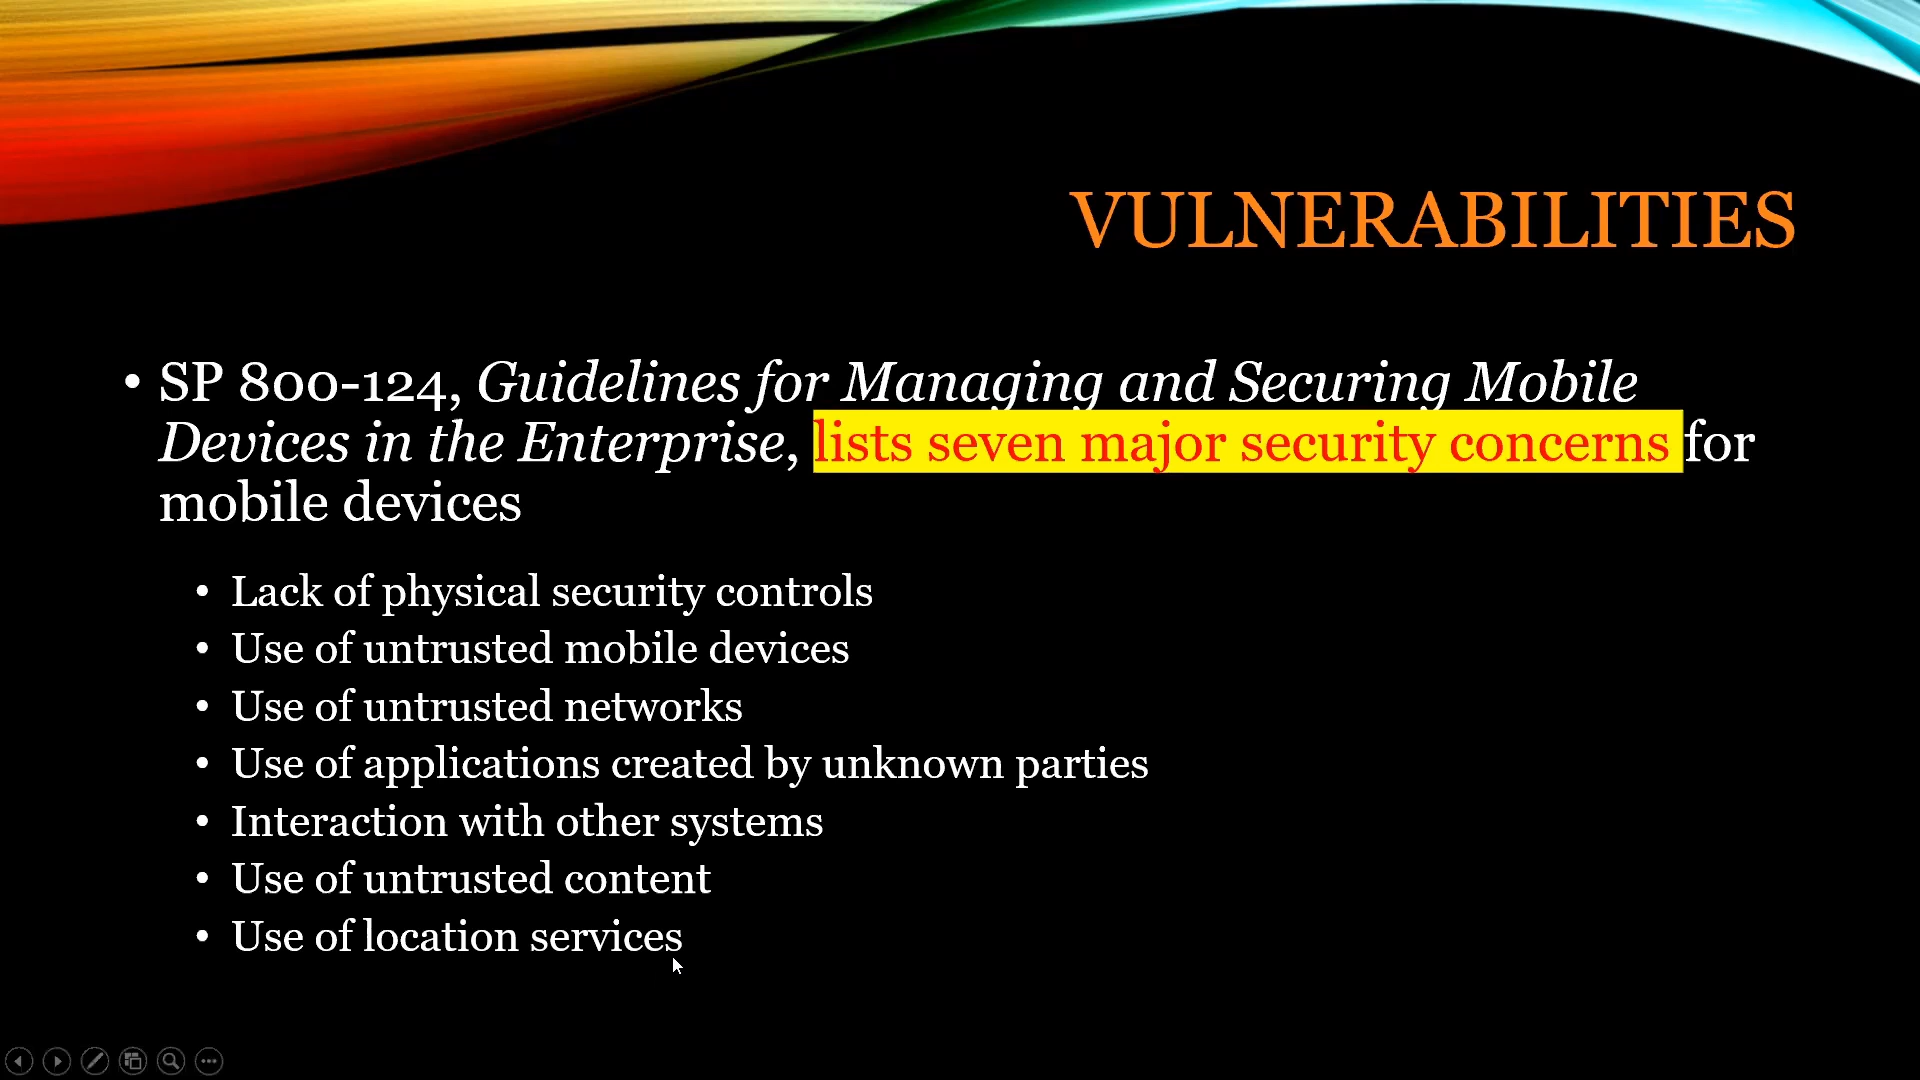 VULNERABILITIES
• SP 800-124, Guidelines for Managing and Securing Mobile
Devices in the Enterprise, lists seven major security concerns for
mobile devices
• Lack of physical security controls
• Use of untrusted mobile devices
• Use of untrusted networks
• Use of applications created by unknown parties
• Interaction with other systems
• Use of untrusted content
• Use of location services